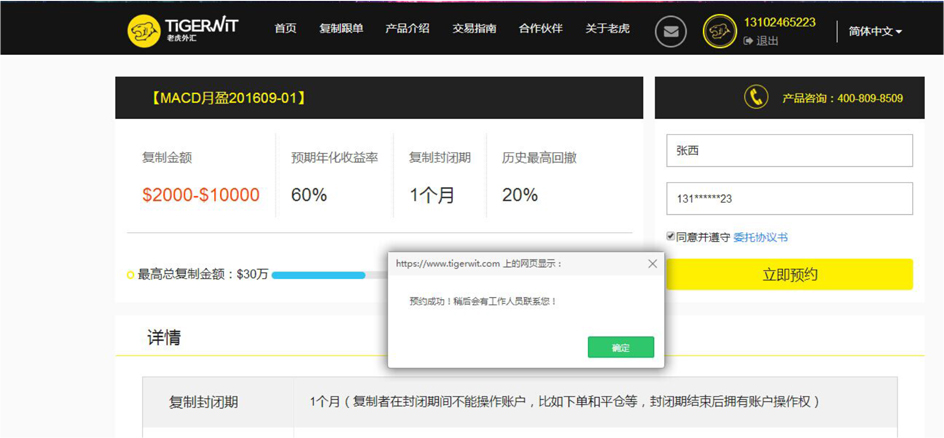 TiGERWiT
老虎外汇
首页 复制跟单 产品介绍 交易指南 合作伙伴 关于老虎
13102465223
退出
简体中文
【MACD月盈201609-01】
产品咨询：400-809-8509
复制金额 预期年化收益率 复制封闭期 历史最高回撤
$2000-$10000 60% 1个月 20%
张西
131******23
同意并遵守 委托协议书
立即预约
最高总复制金额：$30万
https://www.tigerwit.com 上的网页显示：
预约成功！稍后会有工作人员联系您！
确定
详情
复制封闭期 1个月（复制者在封闭期间不能操作账户，比如下单和平仓等，封闭期结束后拥有账户操作权）